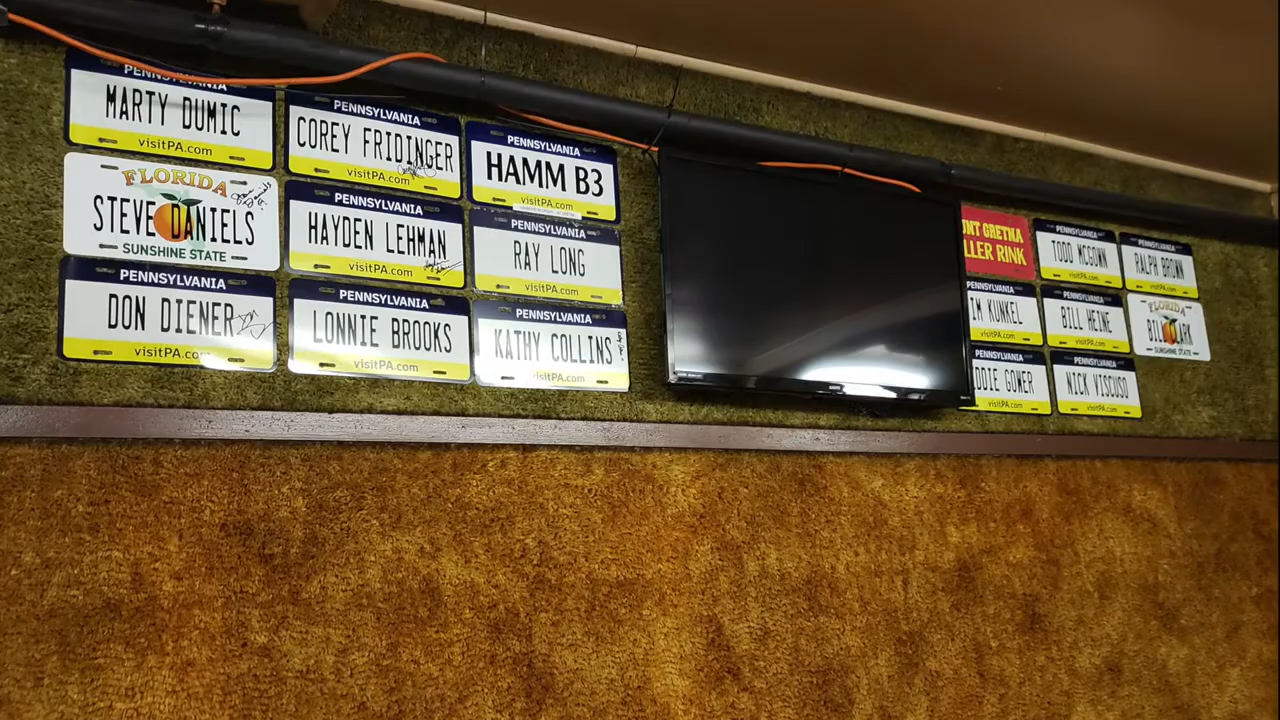 PENNSYLVANIA
MARTY DUMIC
visitPA.com
PENNSYLVANIA
COREY FRIDINGER
visitPA.com
PENNSYLVANIA
HAMM B3
visitPA.com
FLORIDA
STEVE DANIELS
SUNSHINE STATE
PENNSYLVANIA
HAYDEN LEHMAN
visitPA.com
PENNSYLVANIA
RAY LONG
visitPA.com
PENNSYLVANIA
DON DIENER
visitPA.com
PENNSYLVANIA
LONNIE BROOKS
visitPA.com
PENNSYLVANIA
KATHY COLLINS
visitPA.com
NT GRETNA
LLER RINK
PENNSYLVANIA
TODD MCGOWN
visitPA.com
PENNSYLVANIA
RALPH BROWN
visitPA.com
PENNSYLVANIA
IM KUNKEL
visitPA.com
PENNSYLVANIA
BILL HEINE
visitPA.com
FLORIDA
BILL CLARK
SUNSHINE STATE
PENNSYLVANIA
DDIE GOWER
visitPA.com
PENNSYLVANIA
NICK VISCUSO
visitPA.com